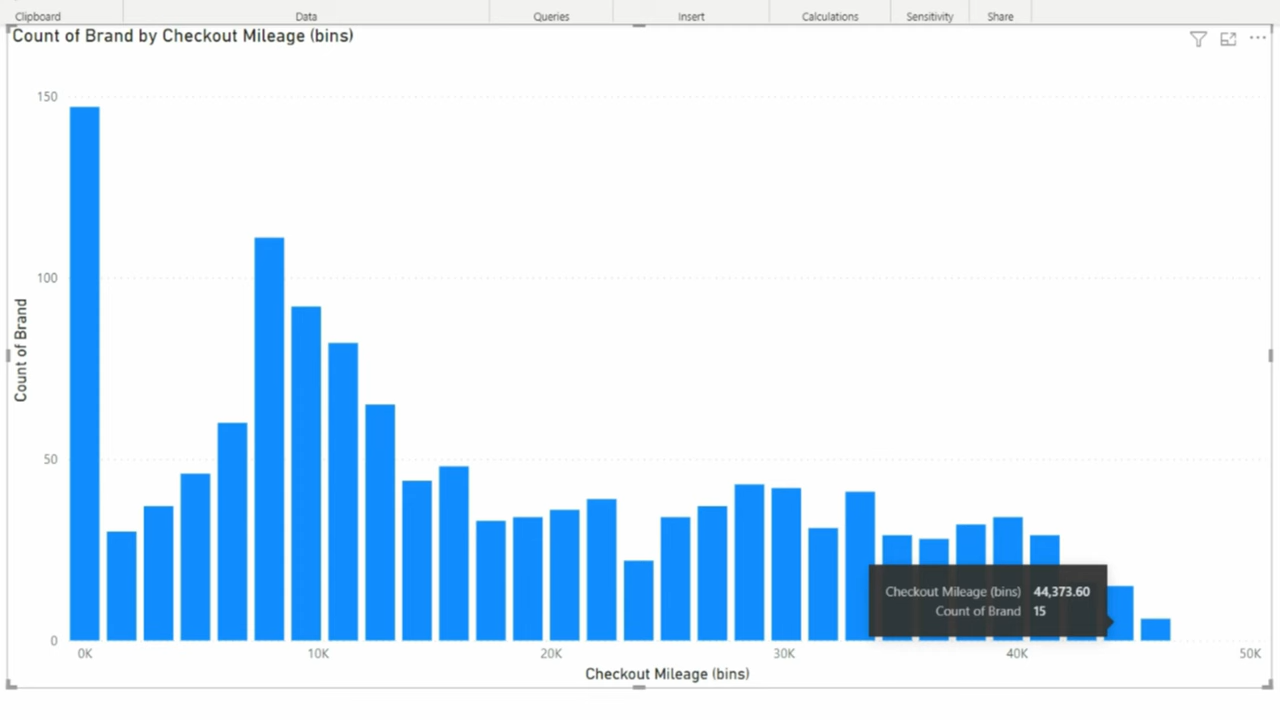 Clipboard Data Queries Insert Calculations Sensitivity Share
Count of Brand by Checkout Mileage (bins)
150
100
50
0
Count of Brand
Checkout Mileage (bins) 44,373.60
Count of Brand 15
0K 10K 20K 30K 40K 50K
Checkout Mileage (bins)